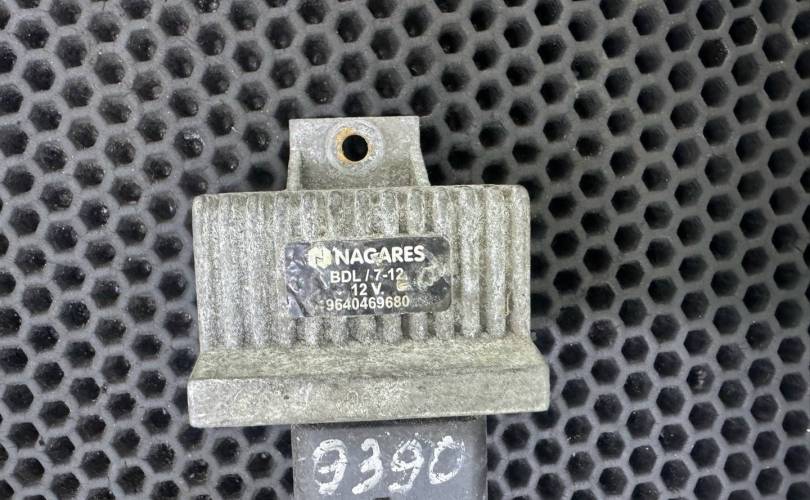 NAGARES
BDL / 7-12
12 V.
9640469680
9390